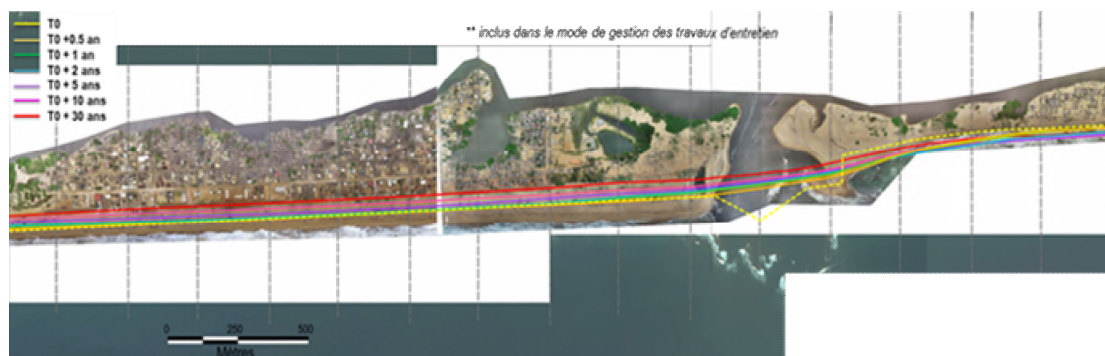 T0
T0 +0.5 an
T0 + 1 an
T0 + 2 ans
T0 + 5 ans
T0 + 10 ans
T0 + 30 ans
** inclus dans le mode de gestion des travaux d'entretien
0 250 500
Mètres